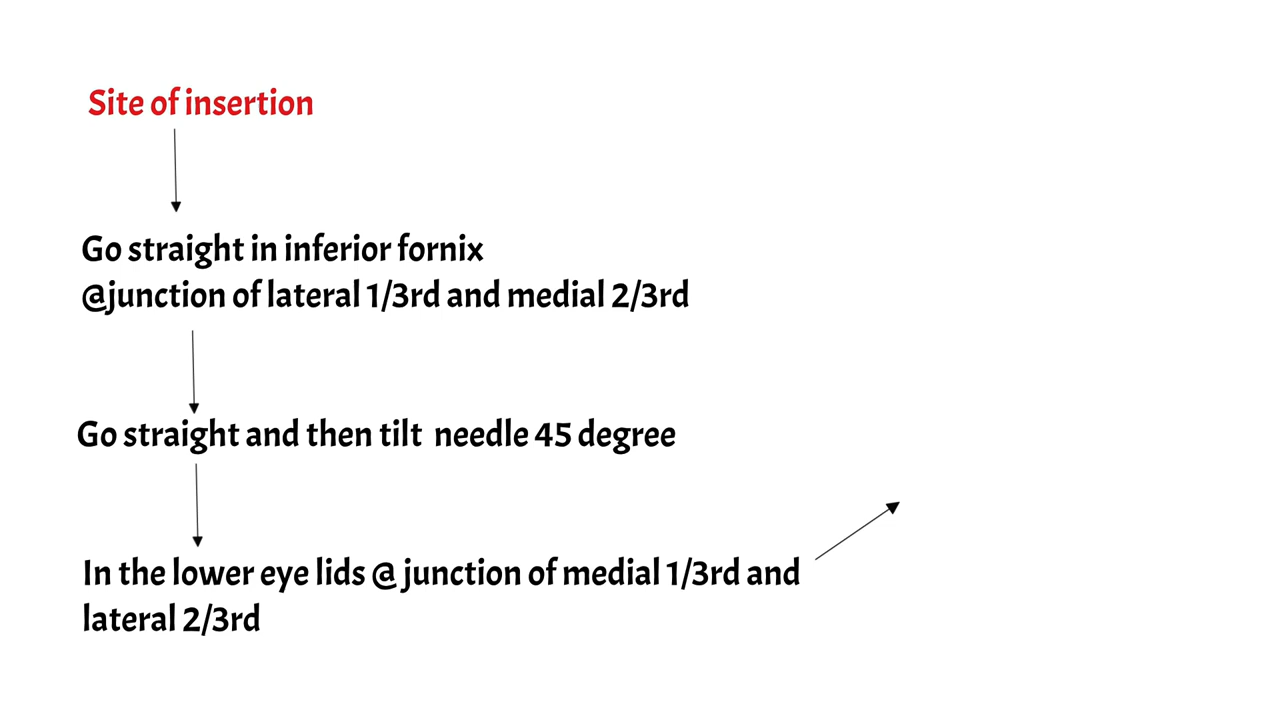 Site of insertion
Go straight in inferior fornix
@junction of lateral 1/3rd and medial 2/3rd
Go straight and then tilt needle 45 degree
In the lower eye lids @ junction of medial 1/3rd and
lateral 2/3rd